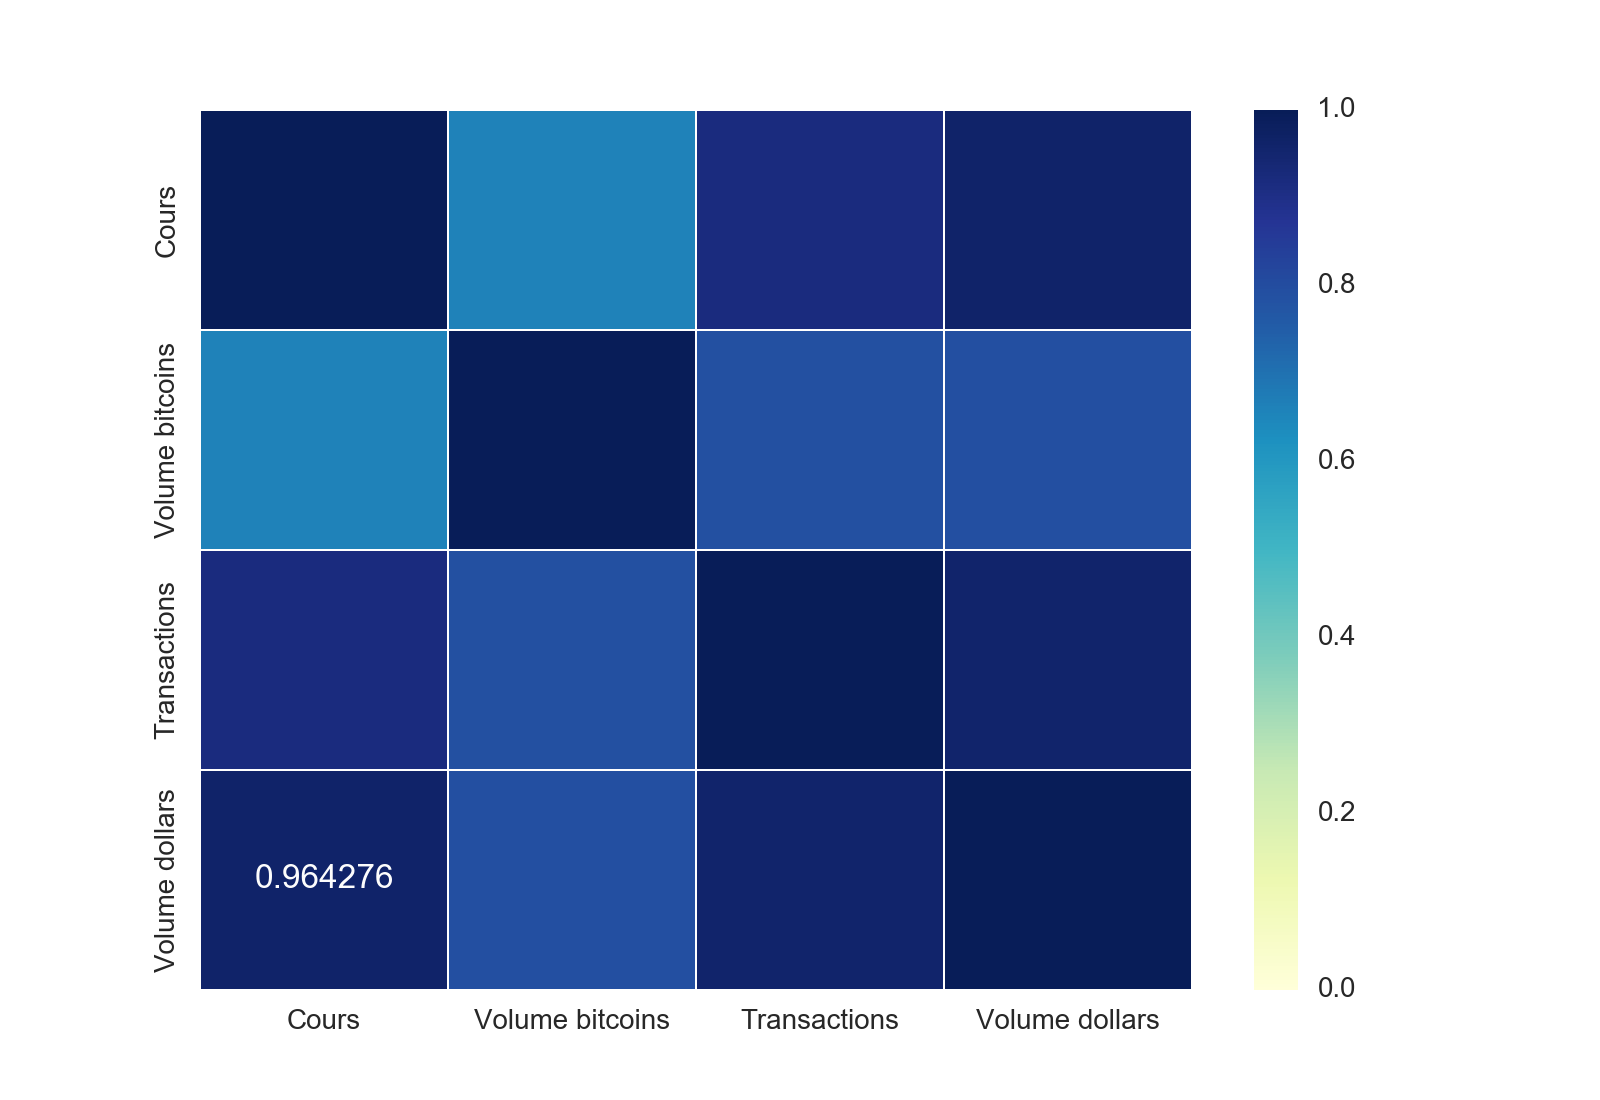 Cours
Volume bitcoins
Transactions
Volume dollars
0.964276
Cours
Volume bitcoins
Transactions
Volume dollars
1.0
0.8
0.6
0.4
0.2
0.0